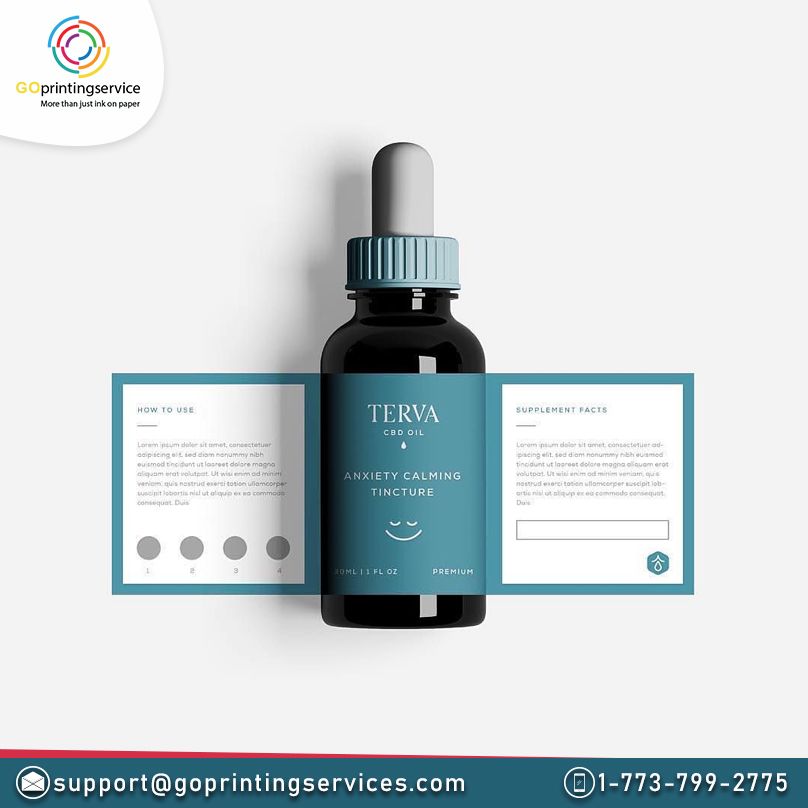 GOprintingservice
More than just ink on paper
HOW TO USE
Lorem ipsum dolor sit amet, consectetuer
adipiscing elit, sed diam nonummy nibh
euismod tincidunt ut laoreet dolore magna
aliquam erat volutpat. Ut wisi enim ad minim
veniam, quis nostrud exerci tation ullamcorper
suscipit lobortis nisl ut aliquip ex ea commodo
consequat. Duis
1 2 3 4
TERVA
CBD OIL
ANXIETY CALMING
TINCTURE
30ML | 1 FL OZ PREMIUM
SUPPLEMENT FACTS
Lorem ipsum dolor sit amet, consectetuer ad-
ipiscing elit, sed diam nonummy nibh euismod
tincidunt ut laoreet dolore magna aliquam erat
volutpat. Ut wisi enim ad minim veniam, quis
nostrud exerci tation ullamcorper suscipit lob-
ortis nisl ut aliquip ex ea commodo consequat.
Duis
support@goprintingservices.com
1-773-799-2775